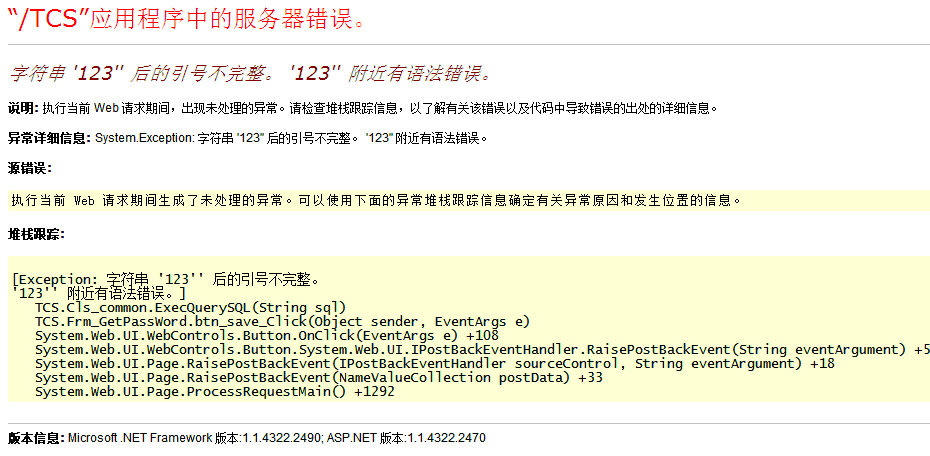 “/TCS”应用程序中的服务器错误。
字符串 '123'' 后的引号不完整。 '123'' 附近有语法错误。
说明: 执行当前 Web 请求期间，出现未处理的异常。请检查堆栈跟踪信息，以了解有关该错误以及代码中导致错误的出处的详细信息。
异常详细信息: System.Exception: 字符串 '123'' 后的引号不完整。 '123'' 附近有语法错误。
源错误:
执行当前 Web 请求期间生成了未处理的异常。可以使用下面的异常堆栈跟踪信息确定有关异常原因和发生位置的信息。
堆栈跟踪:
[Exception: 字符串 '123'' 后的引号不完整。
'123'' 附近有语法错误。]
TCS.Cls_common.ExecQuerySQL(String sql)
TCS.Frm_GetPassWord.btn_save_Click(Object sender, EventArgs e)
System.Web.UI.WebControls.Button.OnClick(EventArgs e) +108
System.Web.UI.WebControls.Button.System.Web.UI.IPostBackEventHandler.RaisePostBackEvent(String eventArgument) +5
System.Web.UI.Page.RaisePostBackEvent(IPostBackEventHandler sourceControl, String eventArgument) +18
System.Web.UI.Page.RaisePostBackEvent(NameValueCollection postData) +33
System.Web.UI.Page.ProcessRequestMain() +1292
版本信息: Microsoft .NET Framework 版本:1.1.4322.2490; ASP.NET 版本:1.1.4322.2470